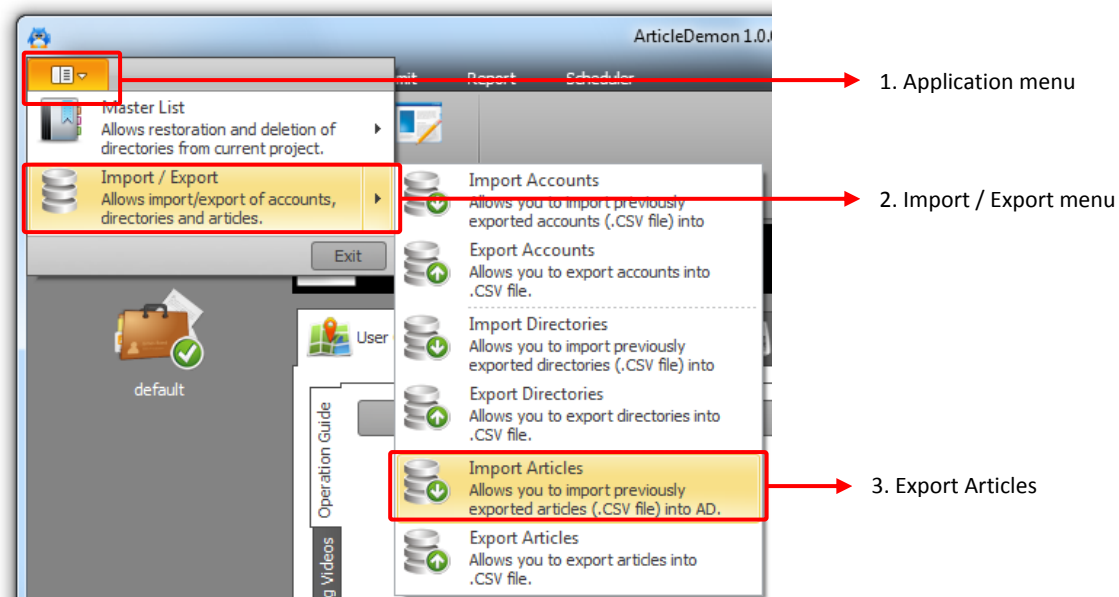 ArticleDemon 1.0.
Report Scheduler
1. Application menu
Master List
Allows restoration and deletion of
directories from current project.
Import / Export
Allows import/export of accounts,
directories and articles.
2. Import / Export menu
Exit
Import Accounts
Allows you to import previously
exported accounts (.CSV file) into
Export Accounts
Allows you to export accounts into
.CSV file.
Import Directories
Allows you to import previously
exported directories (.CSV file) into
Export Directories
Allows you to export directories into
.CSV file.
Import Articles
Allows you to import previously
exported articles (.CSV file) into AD.
3. Export Articles
Export Articles
Allows you to export articles into
.CSV file.
default
User
Operation Guide
Videos